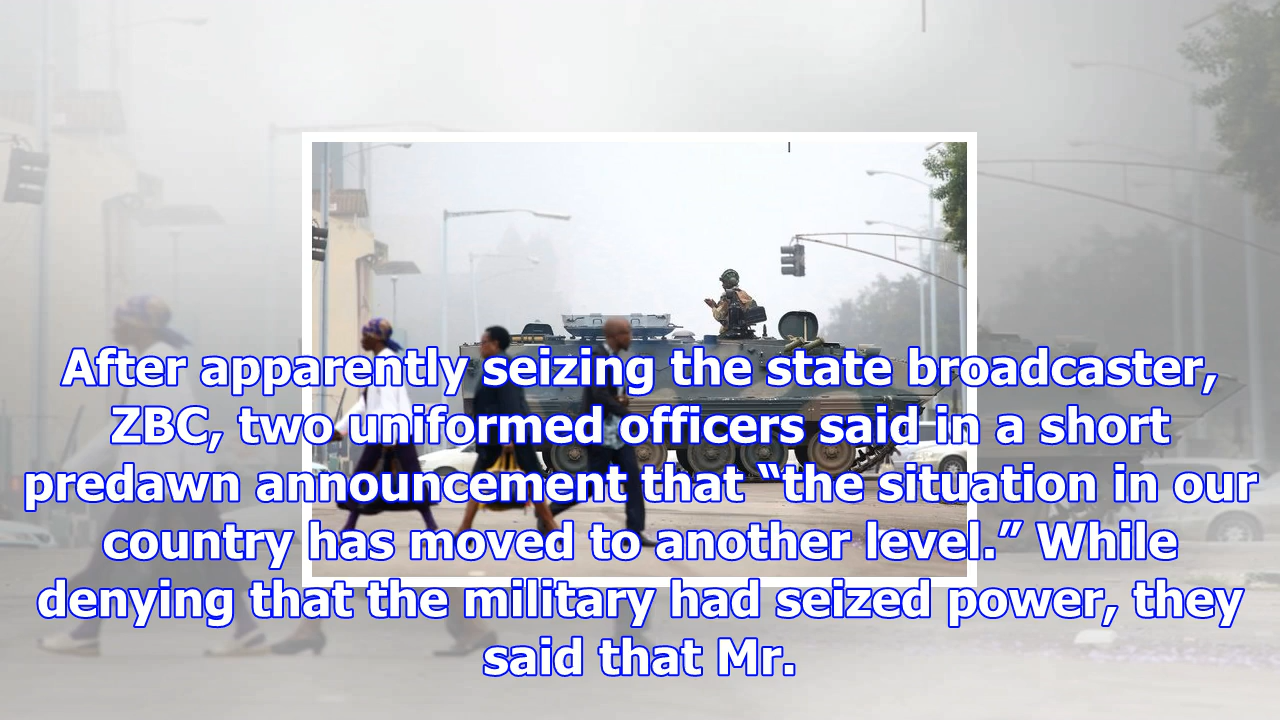 After apparently seizing the state broadcaster,
ZBC, two uniformed officers said in a short
predawn announcement that “the situation in our
country has moved to another level.” While
denying that the military had seized power, they
said that Mr.